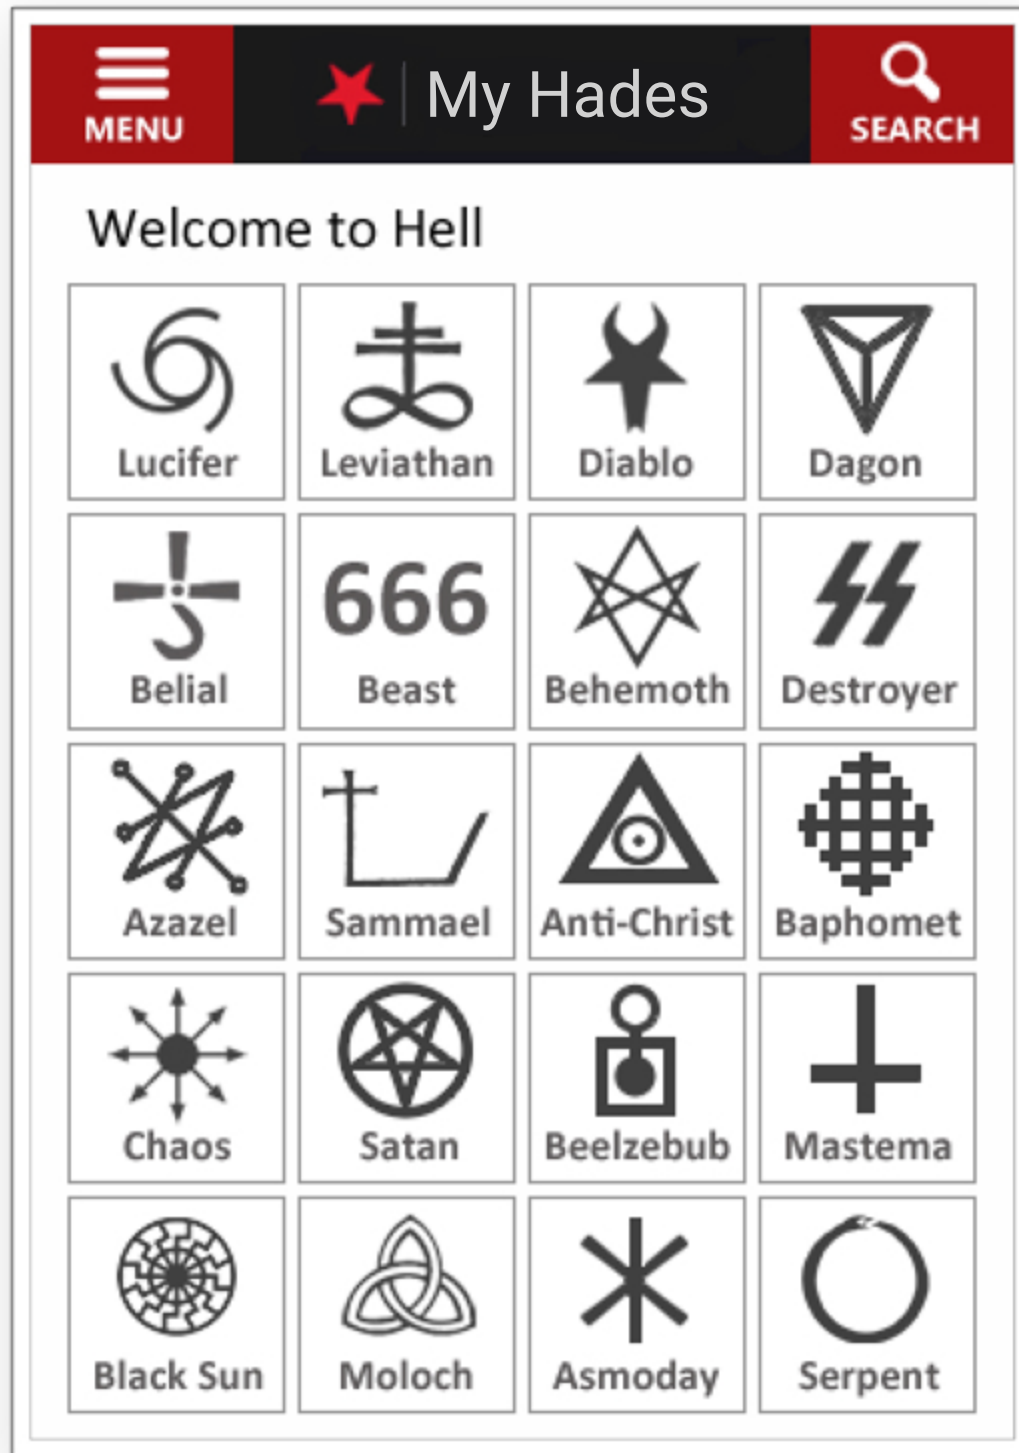 MENU
My Hades
SEARCH
Welcome to Hell
Lucifer
Leviathan
Diablo
Dagon
Belial
666
Beast
Behemoth
Destroyer
Azazel
Sammael
Anti-Christ
Baphomet
Chaos
Satan
Beelzebub
Mastema
Black Sun
Moloch
Asmoday
Serpent